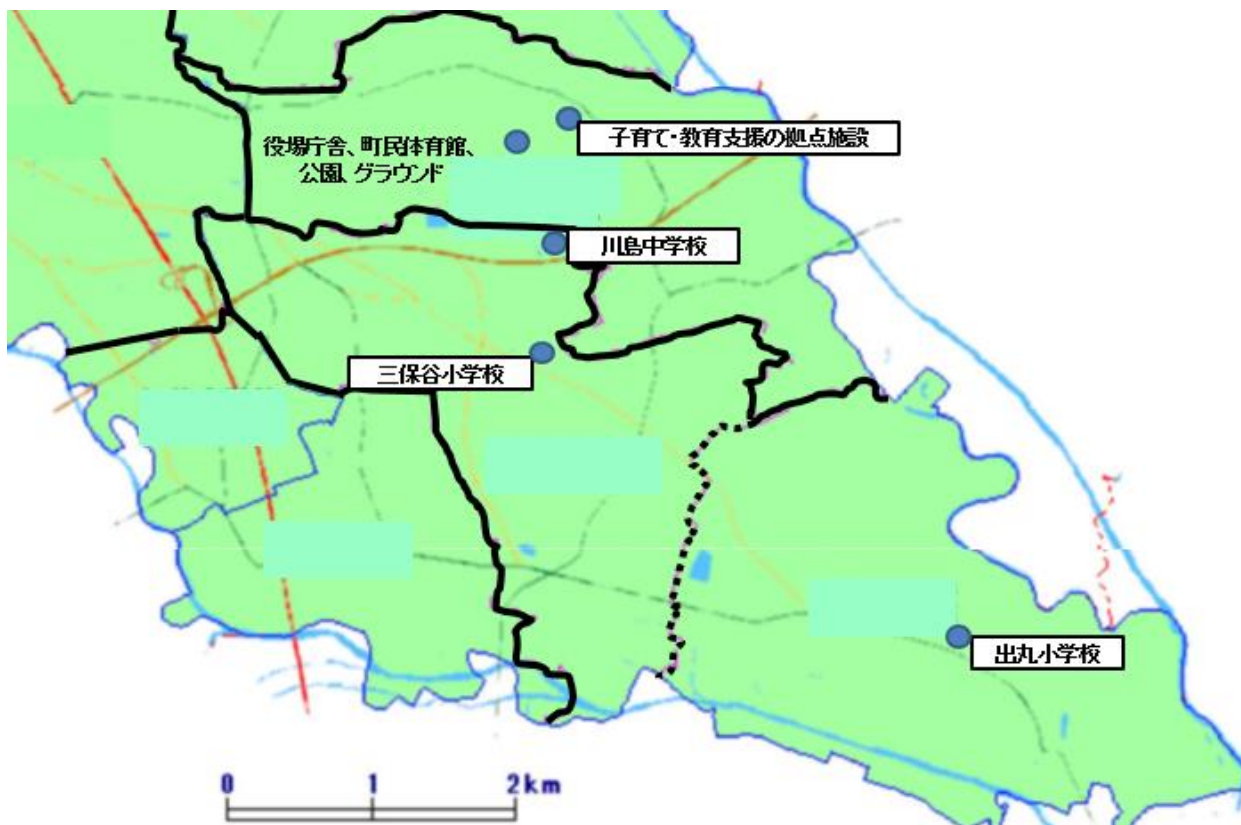 子育て・教育支援の拠点施設
役場庁舎、町民体育館、
公園、グラウンド
川島中学校
三保谷小学校
出丸小学校
0 1 2km